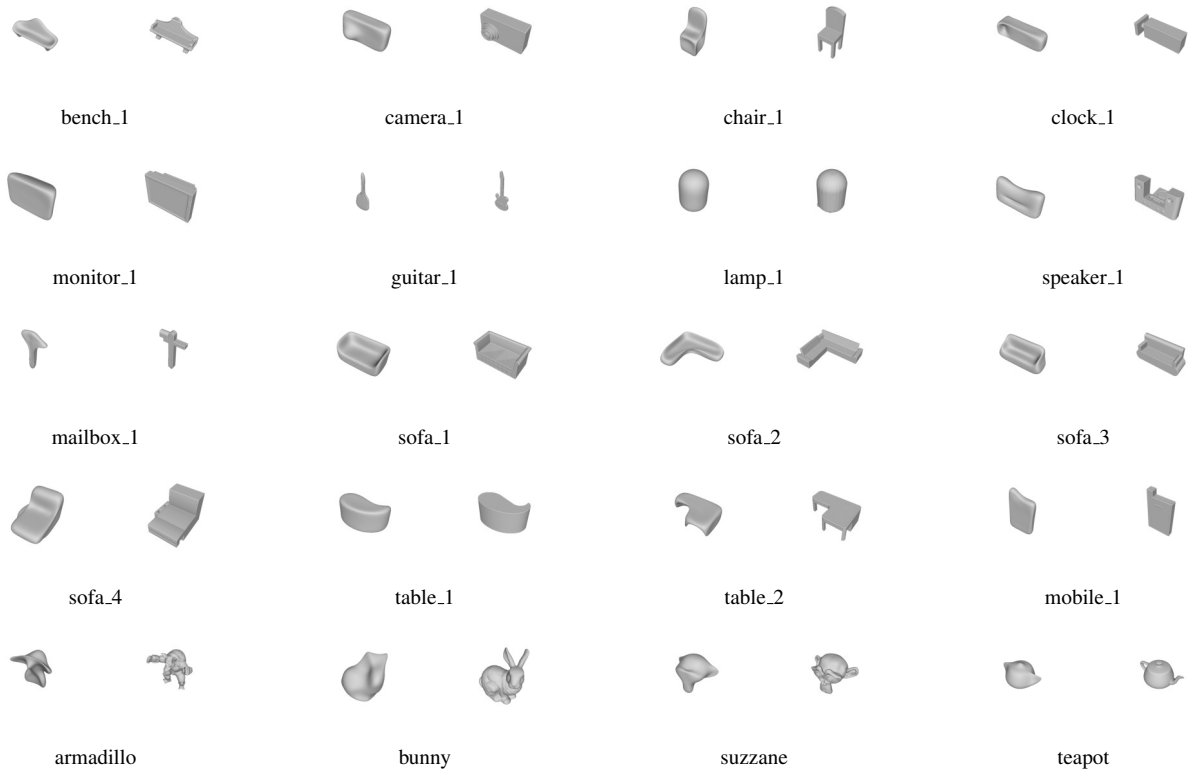 bench_1 camera_1 chair_1 clock_1
monitor_1 guitar_1 lamp_1 speaker_1
mailbox_1 sofa_1 sofa_2 sofa_3
sofa_4 table_1 table_2 mobile_1
armadillo bunny suzzane teapot